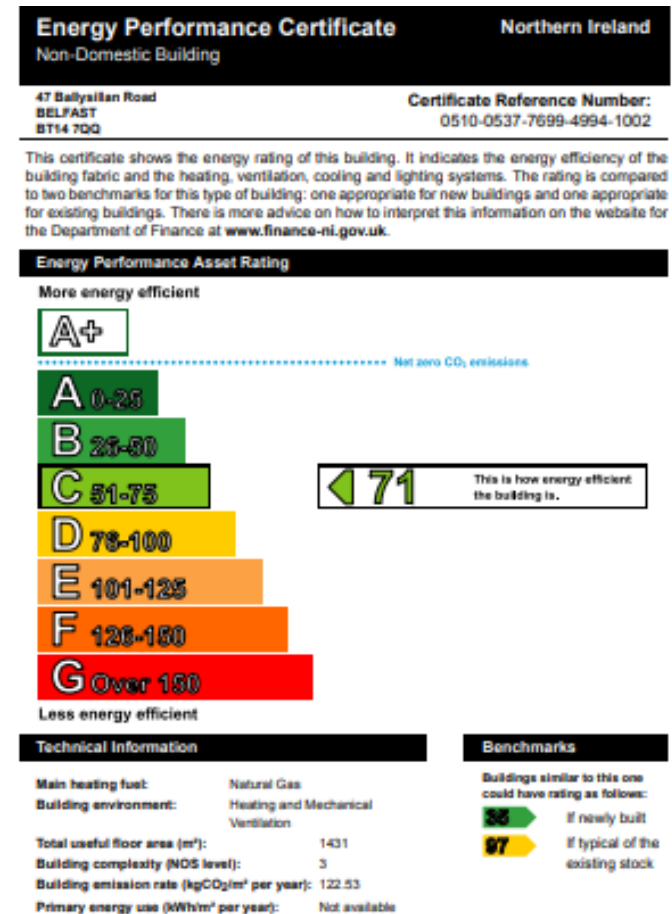 Energy Performance Certificate
Northern Ireland
Non-Domestic Building
47 Ballysillan Road
BELFAST
BT14 7QQ
Certificate Reference Number:
0510-0537-7699-4994-1002
This certificate shows the energy rating of this building. It indicates the energy efficiency of the
building fabric and the heating, ventilation, cooling and lighting systems. The rating is compared
to two benchmarks for this type of building: one appropriate for new buildings and one appropriate
for existing buildings. There is more advice on how to interpret this information on the website for
the Department of Finance at www.finance-ni.gov.uk.
Energy Performance Asset Rating
More energy efficient
A+
Net zero CO₂ emissions
A 0-25
B 26-50
C 51-75
71
This is how energy efficient
the building is.
D 76-100
E 101-125
F 126-150
G Over 150
Less energy efficient
Technical Information
Main heating fuel: Natural Gas
Building environment: Heating and Mechanical
Ventilation
Total useful floor area (m²): 1431
Building complexity (NOS level): 3
Building emission rate (kgCO₂/m² per year): 122.53
Primary energy use (kWh/m² per year): Not available
Benchmarks
Buildings similar to this one
could have rating as follows:
36 If newly built
97 If typical of the
existing stock